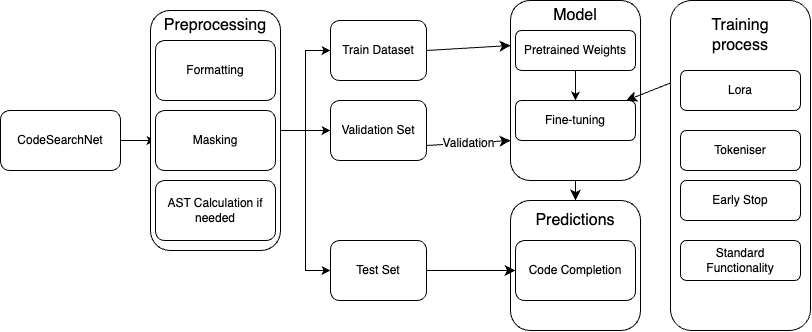 CodeSearchNet
Preprocessing
Formatting
Masking
AST Calculation if
needed
Train Dataset
Validation Set
Test Set
Validation
Model
Pretrained Weights
Fine-tuning
Predictions
Code Completion
Training
process
Lora
Tokeniser
Early Stop
Standard
Functionality